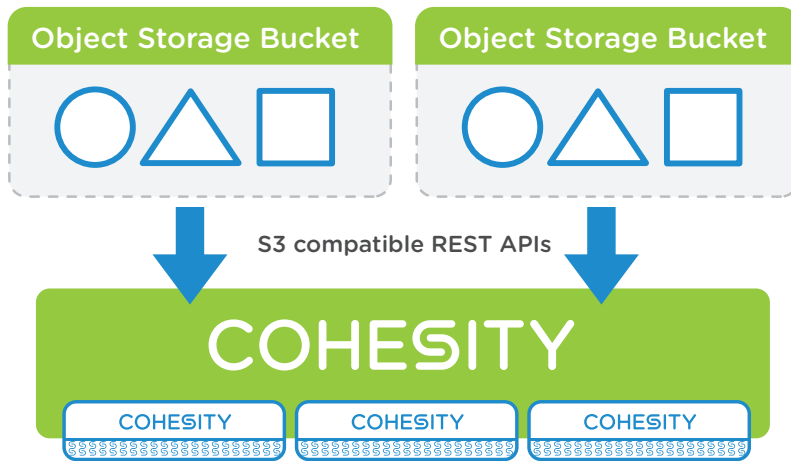 Object Storage Bucket
Object Storage Bucket
S3 compatible REST APIs
COHESITY
COHESITY
COHESITY
COHESITY